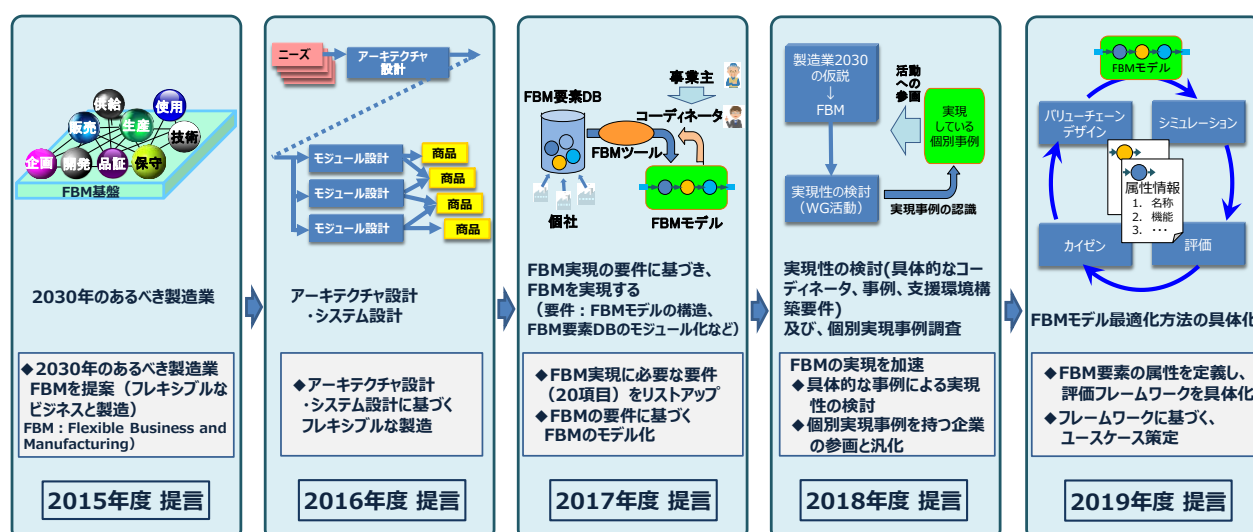 供給
使用
販売
生産
技術
企画
開発
品証
保守
FBM基盤
2030年のあるべき製造業
◆2030年のあるべき製造業
FBMを提案（フレキシブルな
ビジネスと製造）
FBM：Flexible Business and
Manufacturing）
2015年度 提言
ニーズ
アーキテクチャ
設計
モジュール設計
モジュール設計
モジュール設計
商品
商品
商品
商品
アーキテクチャ設計
・システム設計
◆アーキテクチャ設計
・システム設計に基づく
フレキシブルな製造
2016年度 提言
事業主
FBM要素DB
コーディネータ
FBMツール
個社
FBMモデル
FBM実現の要件に基づき、
FBMを実現する
（要件：FBMモデルの構造、
FBM要素DBのモジュール化など）
◆FBM実現に必要な要件
（20項目）をリストアップ
◆FBMの要件に基づく
FBMのモデル化
2017年度 提言
製造業2030
の仮説
↓
FBM
活動
への
参画
実現
している
個別事例
実現性の検討
（WG活動）
実現事例の認識
実現性の検討(具体的なコー
ディネータ、事例、支援環境構
築要件)
及び、個別実現事例調査
FBMの実現を加速
◆具体的な事例による実現
性の検討
◆個別実現事例を持つ企業
の参画と汎化
2018年度 提言
FBMモデル
バリューチェーン
デザイン
シミュレーション
属性情報
1. 名称
2. 機能
3. ・・・
カイゼン
評価
FBMモデル最適化方法の具体化
◆FBM要素の属性を定義し、
評価フレームワークを具体化
◆フレームワークに基づく、
ユースケース策定
2019年度 提言